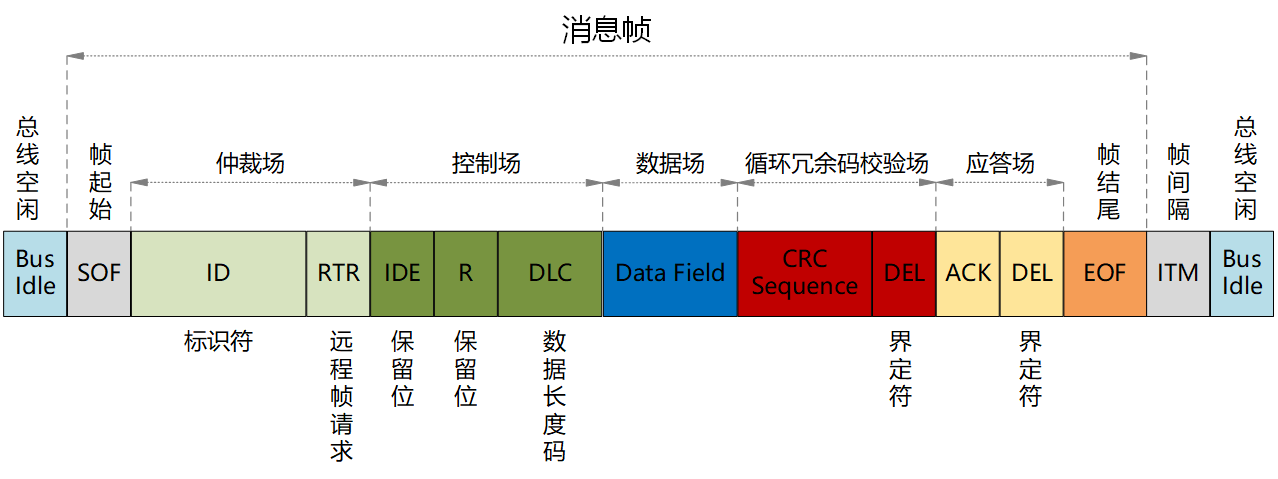 消息帧
总线空闲
帧起始
仲裁场
控制场
数据场
循环冗余码校验场
应答场
帧结尾
帧间隔
总线空闲
Bus
Idle
SOF
ID
RTR
IDE
R
DLC
Data Field
CRC
Sequence
DEL
ACK
DEL
EOF
ITM
Bus
Idle
标识符
远程帧请求
保留位
保留位
数据长度码
界定符
界定符